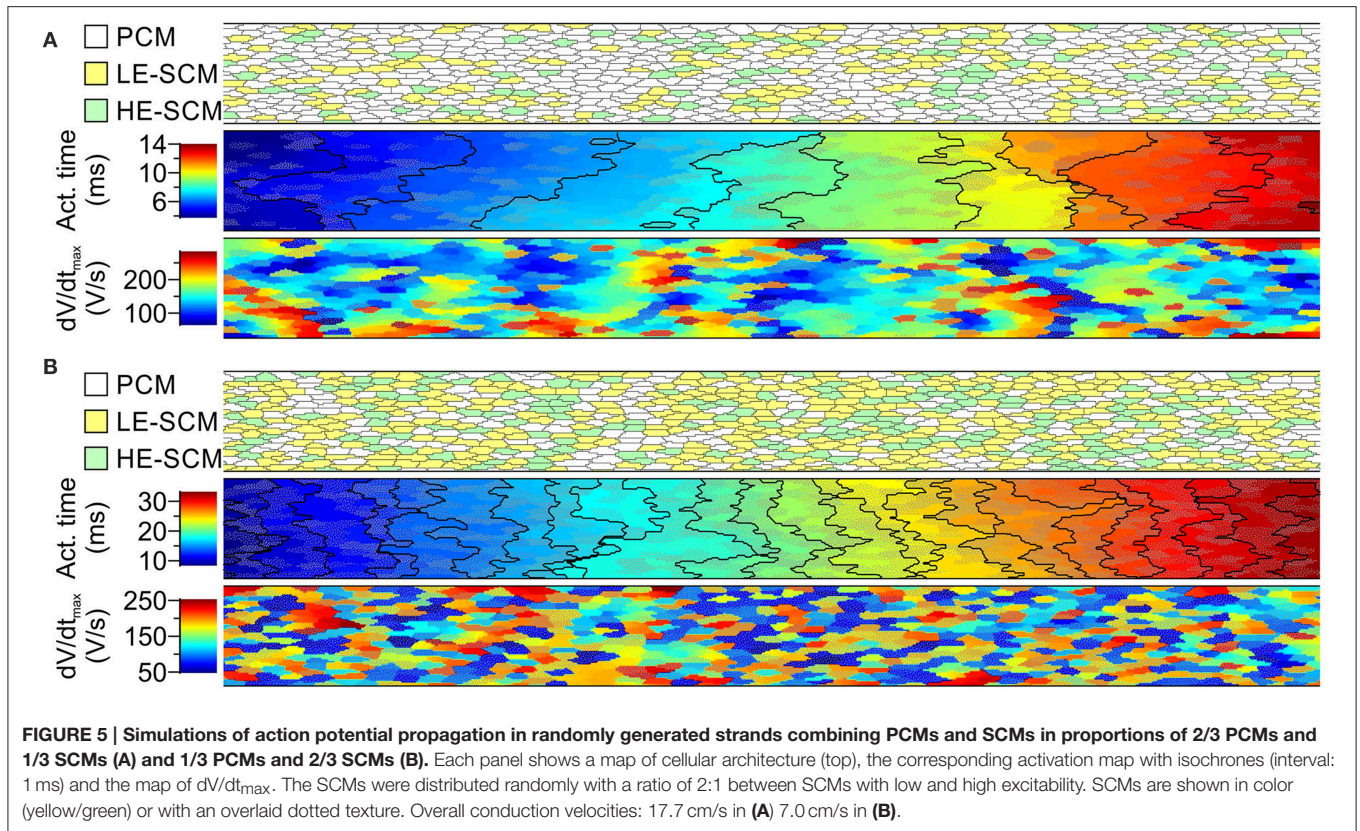 A
PCM
LE-SCM
HE-SCM
Act. time
(ms)
14
10
6
dV/dtmax
(V/s)
200
100
B
PCM
LE-SCM
HE-SCM
Act. time
(ms)
30
20
10
dV/dtmax
(V/s)
250
150
50
FIGURE 5 | Simulations of action potential propagation in randomly generated strands combining PCMs and SCMs in proportions of 2/3 PCMs and
1/3 SCMs (A) and 1/3 PCMs and 2/3 SCMs (B). Each panel shows a map of cellular architecture (top), the corresponding activation map with isochrones (interval:
1 ms) and the map of dV/dtmax. The SCMs were distributed randomly with a ratio of 2:1 between SCMs with low and high excitability. SCMs are shown in color
(yellow/green) or with an overlaid dotted texture. Overall conduction velocities: 17.7 cm/s in (A) 7.0 cm/s in (B).